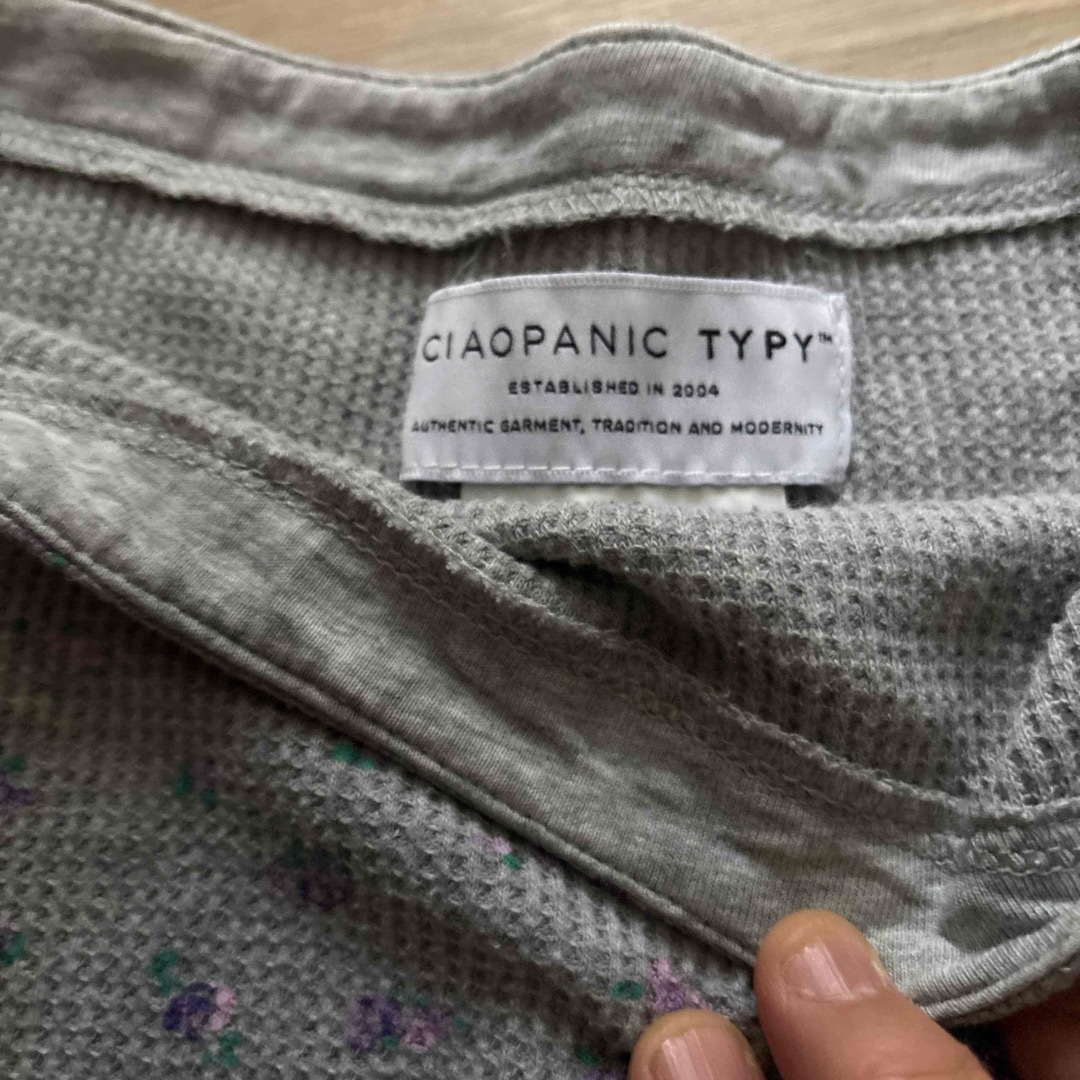 CIAOPANIC TYPY™
ESTABLISHED IN 2004
AUTHENTIC GARMENT, TRADITION AND MODERNITY